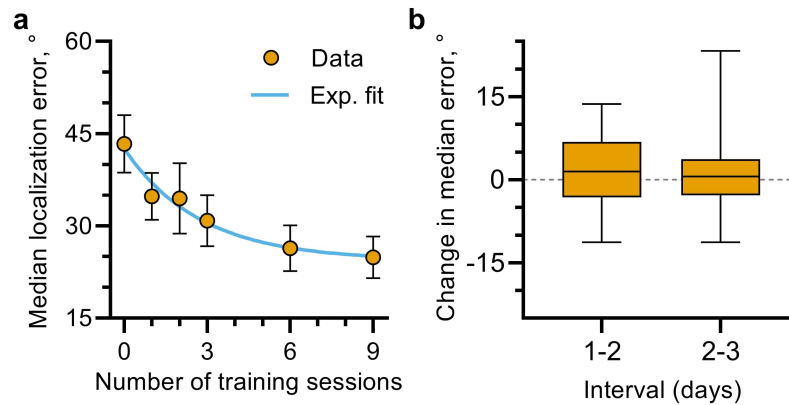 a
Median localization error, °
60
45
30
15
Data
Exp. fit
0
3
6
9
Number of training sessions
b
Change in median error, °
15
0
-15
1-2
2-3
Interval (days)